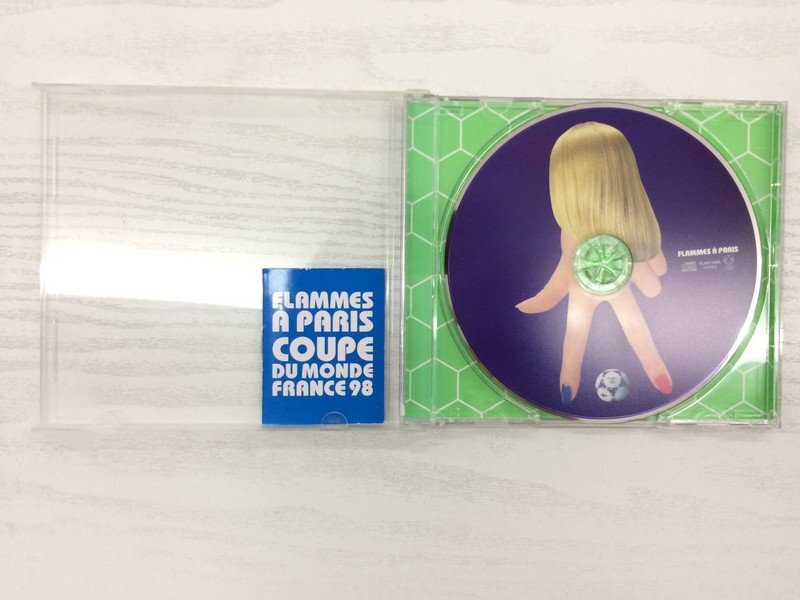 FLAMMES
À PARIS
COUPE
DU MONDE
FRANCE 98
FLAMMES À PARIS